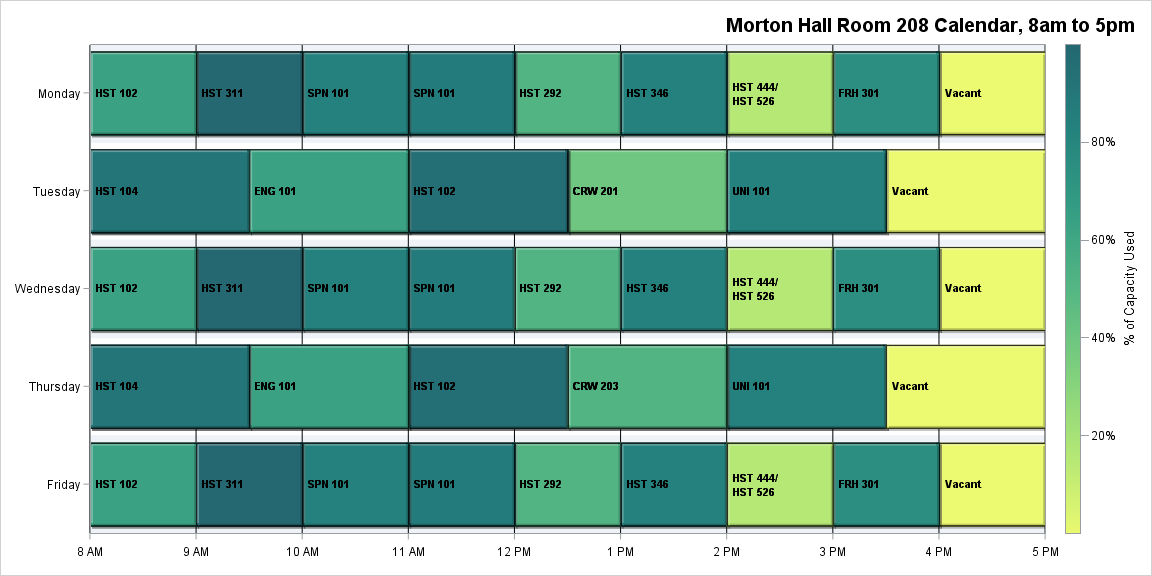 Morton Hall Room 208 Calendar, 8am to 5pm
Monday
HST 102
HST 311
SPN 101
SPN 101
HST 292
HST 346
HST 444/
HST 526
FRH 301
Vacant
Tuesday
HST 104
ENG 101
HST 102
CRW 201
UNI 101
Vacant
Wednesday
HST 102
HST 311
SPN 101
SPN 101
HST 292
HST 346
HST 444/
HST 526
FRH 301
Vacant
Thursday
HST 104
ENG 101
HST 102
CRW 203
UNI 101
Vacant
Friday
HST 102
HST 311
SPN 101
SPN 101
HST 292
HST 346
HST 444/
HST 526
FRH 301
Vacant
8 AM
9 AM
10 AM
11 AM
12 PM
1 PM
2 PM
3 PM
4 PM
5 PM
80%
60%
40%
20%
% of Capacity Used